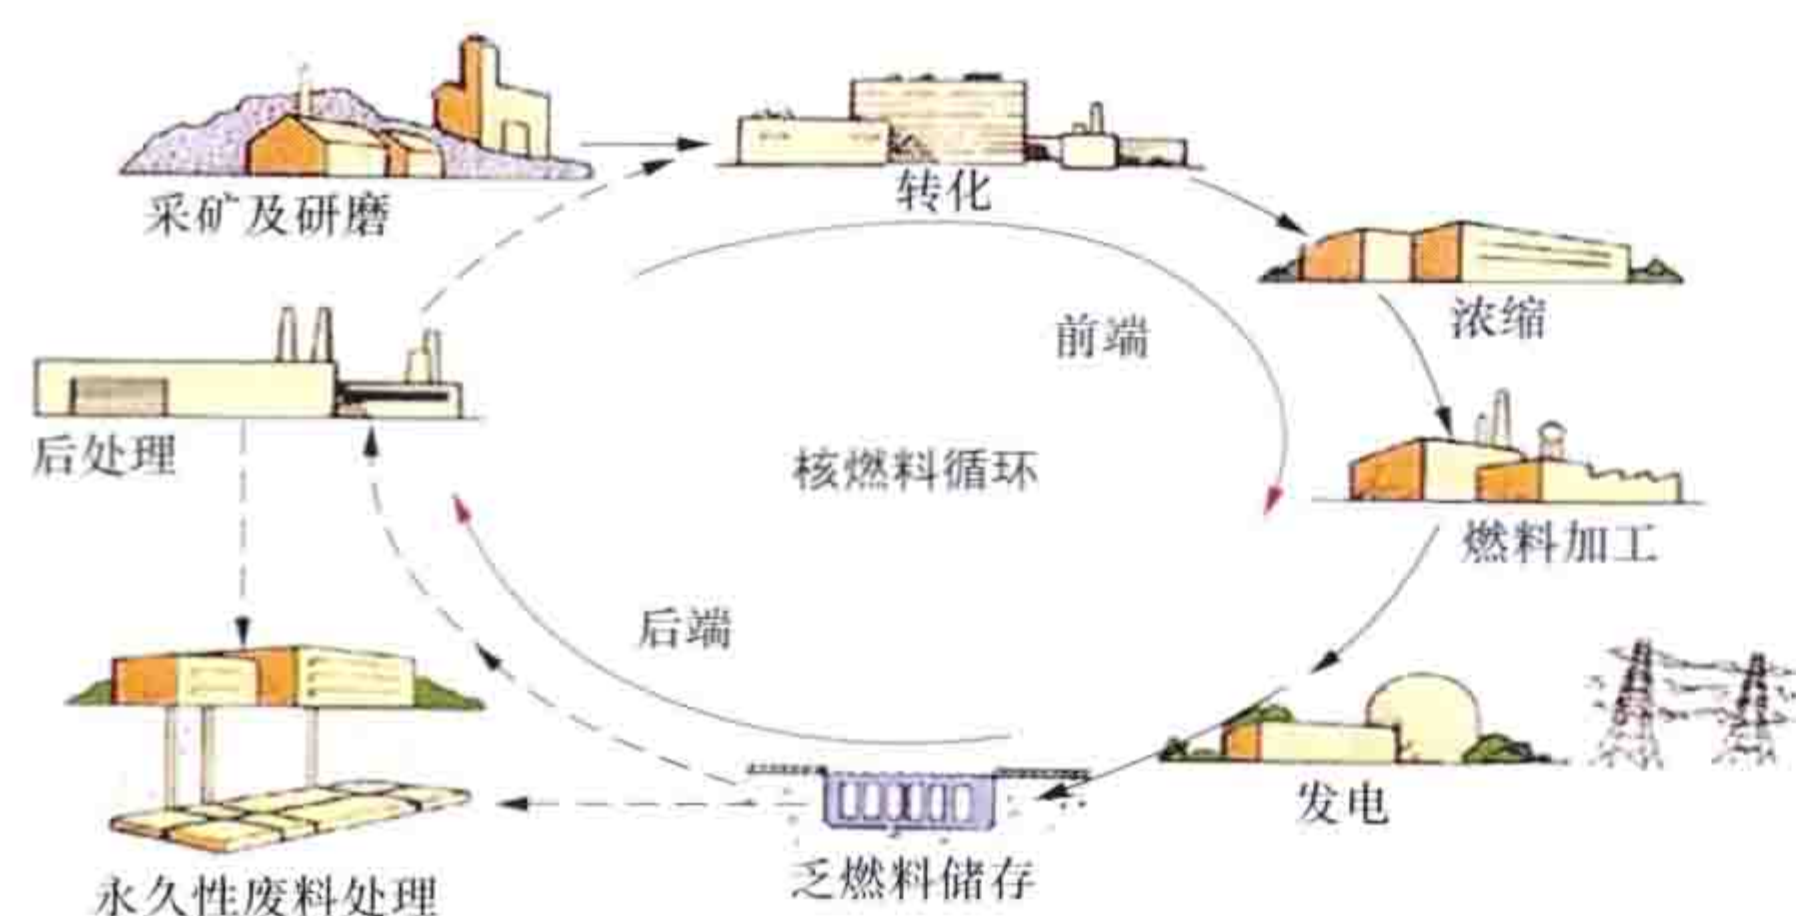 采矿及研磨
转化
浓缩
前端
后处理
核燃料循环
燃料加工
后端
发电
乏燃料储存
永久性废料处理